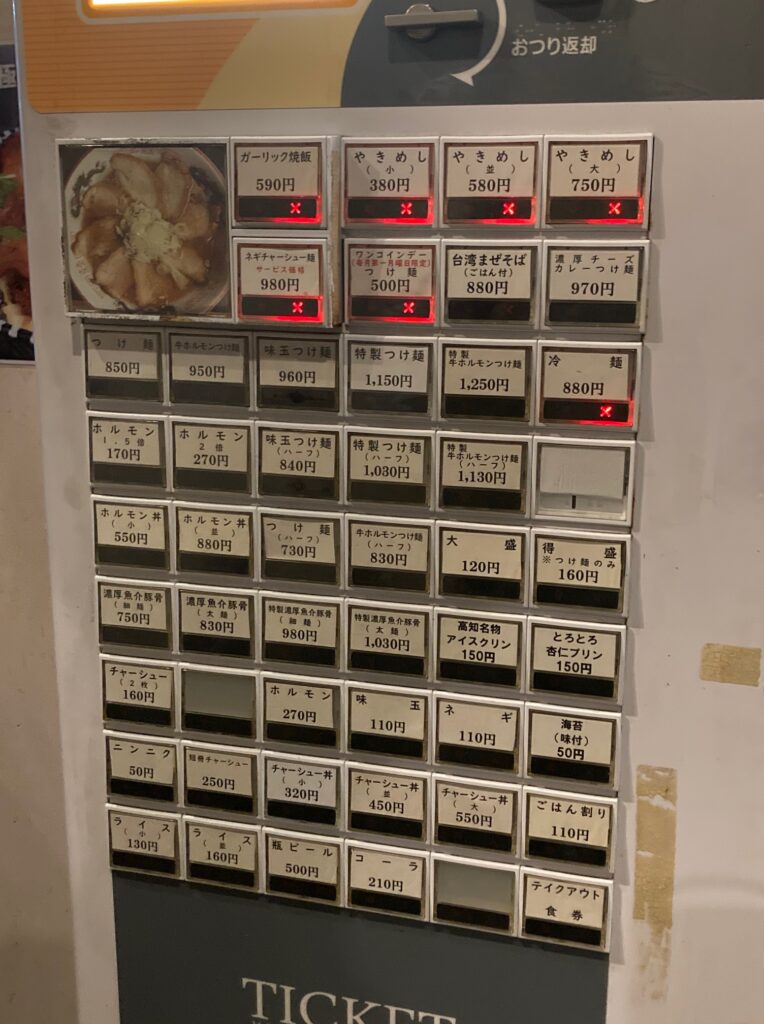 おつり返却
ガーリック焼飯
590円
やきめし
(小)
380円
やきめし
(並)
580円
やきめし
(大)
750円
ネギチャーシュー麺
サービス価格
980円
ワンコインデー
(毎月第一月曜日限定)
つけ麺
500円
台湾まぜそば
(ごはん付)
880円
濃厚チーズ
カレーつけ麺
970円
つけ麺
850円
牛ホルモンつけ麺
950円
味玉つけ麺
960円
特製つけ麺
1,150円
特製
牛ホルモンつけ麺
1,250円
冷麺
880円
ホルモン
1.5倍
170円
ホルモン
2倍
270円
味玉つけ麺
(ハーフ)
840円
特製つけ麺
(ハーフ)
1,030円
特製
牛ホルモンつけ麺
(ハーフ)
1,130円
ホルモン丼
(小)
550円
ホルモン丼
(並)
880円
つけ麺
(ハーフ)
730円
牛ホルモンつけ麺
(ハーフ)
830円
大盛
120円
得盛
※つけ麺のみ
160円
濃厚魚介豚骨
(細麺)
750円
濃厚魚介豚骨
(太麺)
830円
特製濃厚魚介豚骨
(細麺)
980円
特製濃厚魚介豚骨
(太麺)
1,030円
高知名物
アイスクリン
150円
とろとろ
杏仁プリン
150円
チャーシュー
(2枚)
160円
ホルモン
270円
味玉
110円
ネギ
110円
海苔
(味付)
50円
ニンニク
50円
短冊チャーシュー
250円
チャーシュー丼
(小)
320円
チャーシュー丼
(並)
450円
チャーシュー丼
(大)
550円
ごはん割り
110円
ライス
(小)
130円
ライス
(並)
160円
瓶ビール
500円
コーラ
210円
テイクアウト
食券
TICKET